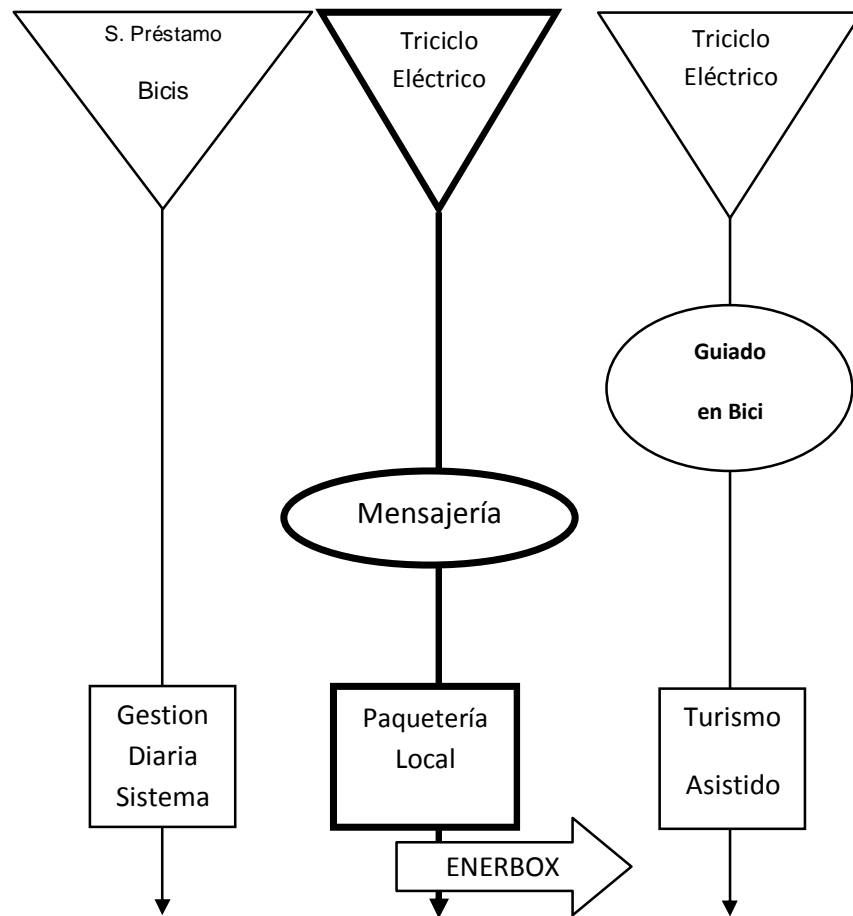 S. Préstamo
Bicis
Triciclo
Eléctrico
Triciclo
Eléctrico
Guiado
en Bici
Mensajería
Gestion
Diaria
Sistema
Paquetería
Local
Turismo
Asistido
ENERBOX